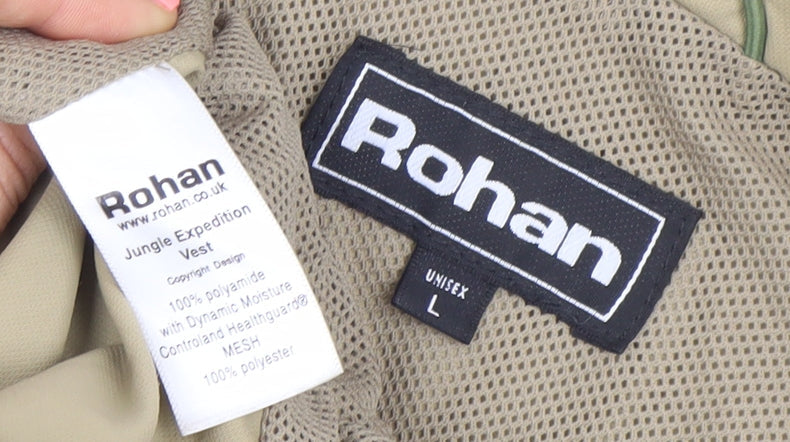 Rohan
www.rohan.co.uk
Jungle Expedition
Vest
Copyright Design
100% polyamide
with Dynamic Moisture
Controland Healthguard®
MESH
100% polyester
Rohan
UNISEX
L